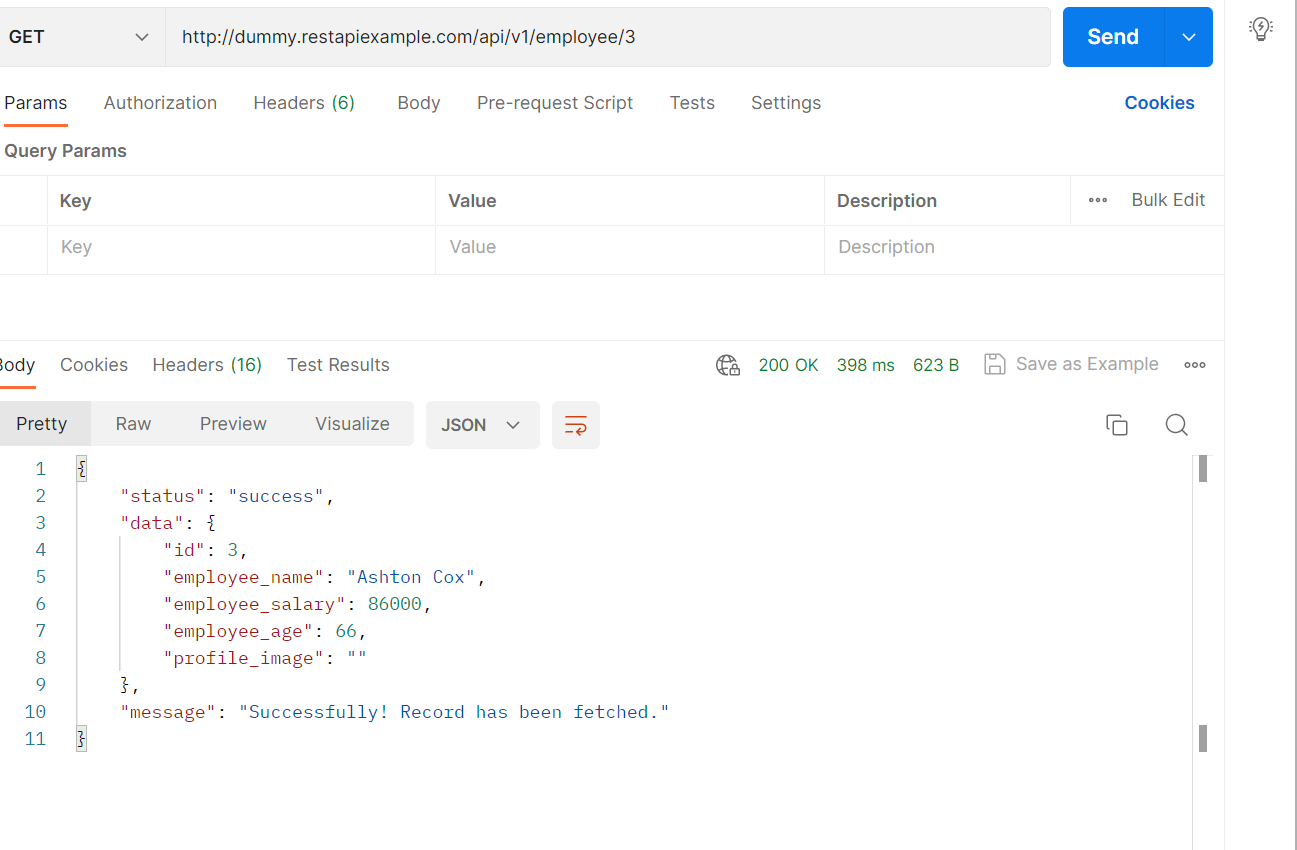 GET http://dummy.restapiexample.com/api/v1/employee/3 Send
Params Authorization Headers (6) Body Pre-request Script Tests Settings Cookies
Query Params
Key Value Description Bulk Edit
Key Value Description
Body Cookies Headers (16) Test Results 200 OK 398 ms 623 B Save as Example
Pretty Raw Preview Visualize JSON
1 {
2 "status": "success",
3 "data": {
4 "id": 3,
5 "employee_name": "Ashton Cox",
6 "employee_salary": 86000,
7 "employee_age": 66,
8 "profile_image": ""
9 },
10 "message": "Successfully! Record has been fetched."
11 }